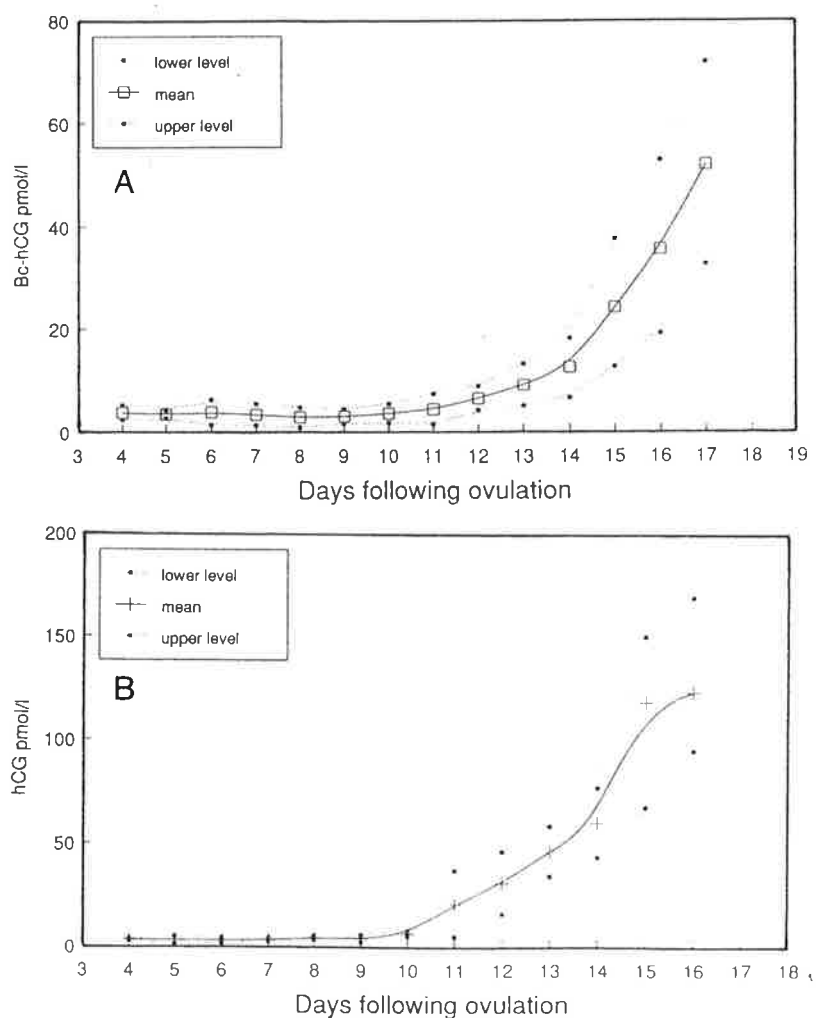 80
60
40
20
0
Bc-hCG pmol/l
lower level
mean
upper level
A
3 4 5 6 7 8 9 10 11 12 13 14 15 16 17 18 19
Days following ovulation
200
150
100
50
0
hCG pmol/l
lower level
mean
upper level
B
3 4 5 6 7 8 9 10 11 12 13 14 15 16 17 18
Days following ovulation